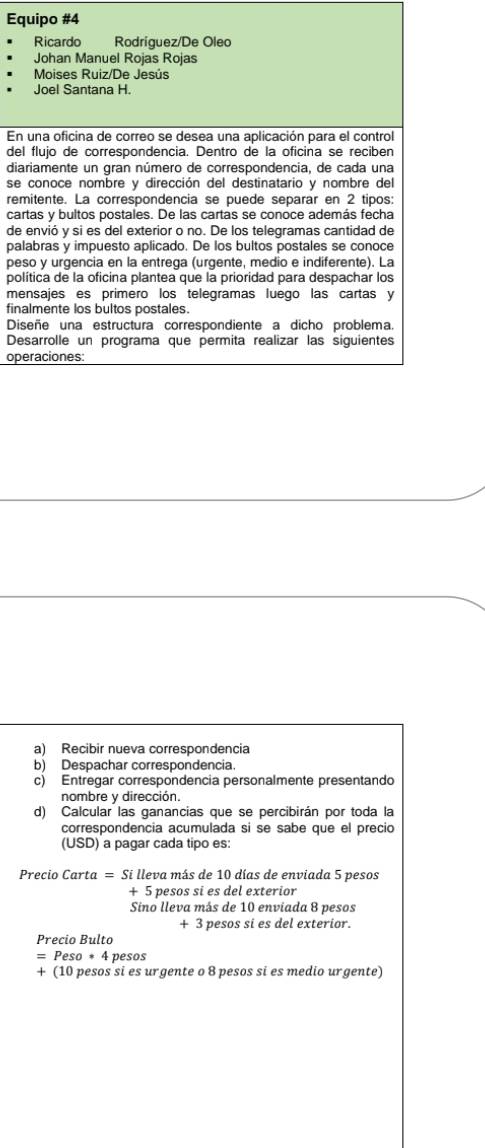 Equipo #4
▪ Ricardo Rodríguez/De Oleo
▪ Johan Manuel Rojas Rojas
▪ Moises Ruiz/De Jesús
▪ Joel Santana H.
En una oficina de correo se desea una aplicación para el control
del flujo de correspondencia. Dentro de la oficina se reciben
diariamente un gran número de correspondencia, de cada una
se conoce nombre y dirección del destinatario y nombre del
remitente. La correspondencia se puede separar en 2 tipos:
cartas y bultos postales. De las cartas se conoce además fecha
de envió y si es del exterior o no. De los telegramas cantidad de
palabras y impuesto aplicado. De los bultos postales se conoce
peso y urgencia en la entrega (urgente, medio e indiferente). La
política de la oficina plantea que la prioridad para despachar los
mensajes es primero los telegramas luego las cartas y
finalmente los bultos postales.
Diseñe una estructura correspondiente a dicho problema.
Desarrolle un programa que permita realizar las siguientes
operaciones:
a) Recibir nueva correspondencia
b) Despachar correspondencia.
c) Entregar correspondencia personalmente presentando
nombre y dirección.
d) Calcular las ganancias que se percibirán por toda la
correspondencia acumulada si se sabe que el precio
(USD) a pagar cada tipo es:
Precio Carta = Si lleva más de 10 días de enviada 5 pesos
+ 5 pesos si es del exterior
Sino lleva más de 10 enviada 8 pesos
+ 3 pesos si es del exterior.
Precio Bulto
= Peso * 4 pesos
+ (10 pesos si es urgente o 8 pesos si es medio urgente)